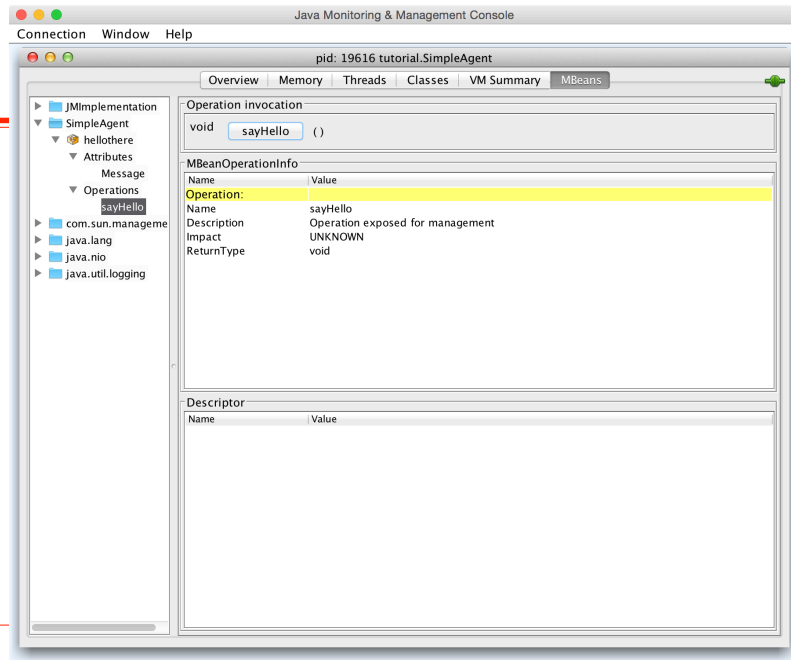 Java Monitoring & Management Console
Connection Window Help
pid: 19616 tutorial.SimpleAgent
Overview Memory Threads Classes VM Summary MBeans
JMImplementation
SimpleAgent
hellothere
Attributes
Message
Operations
sayHello
com.sun.manageme
java.lang
java.nio
java.util.logging
Operation invocation
void sayHello ( )
MBeanOperationInfo
Name Value
Operation:
Name sayHello
Description Operation exposed for management
Impact UNKNOWN
ReturnType void
Descriptor
Name Value